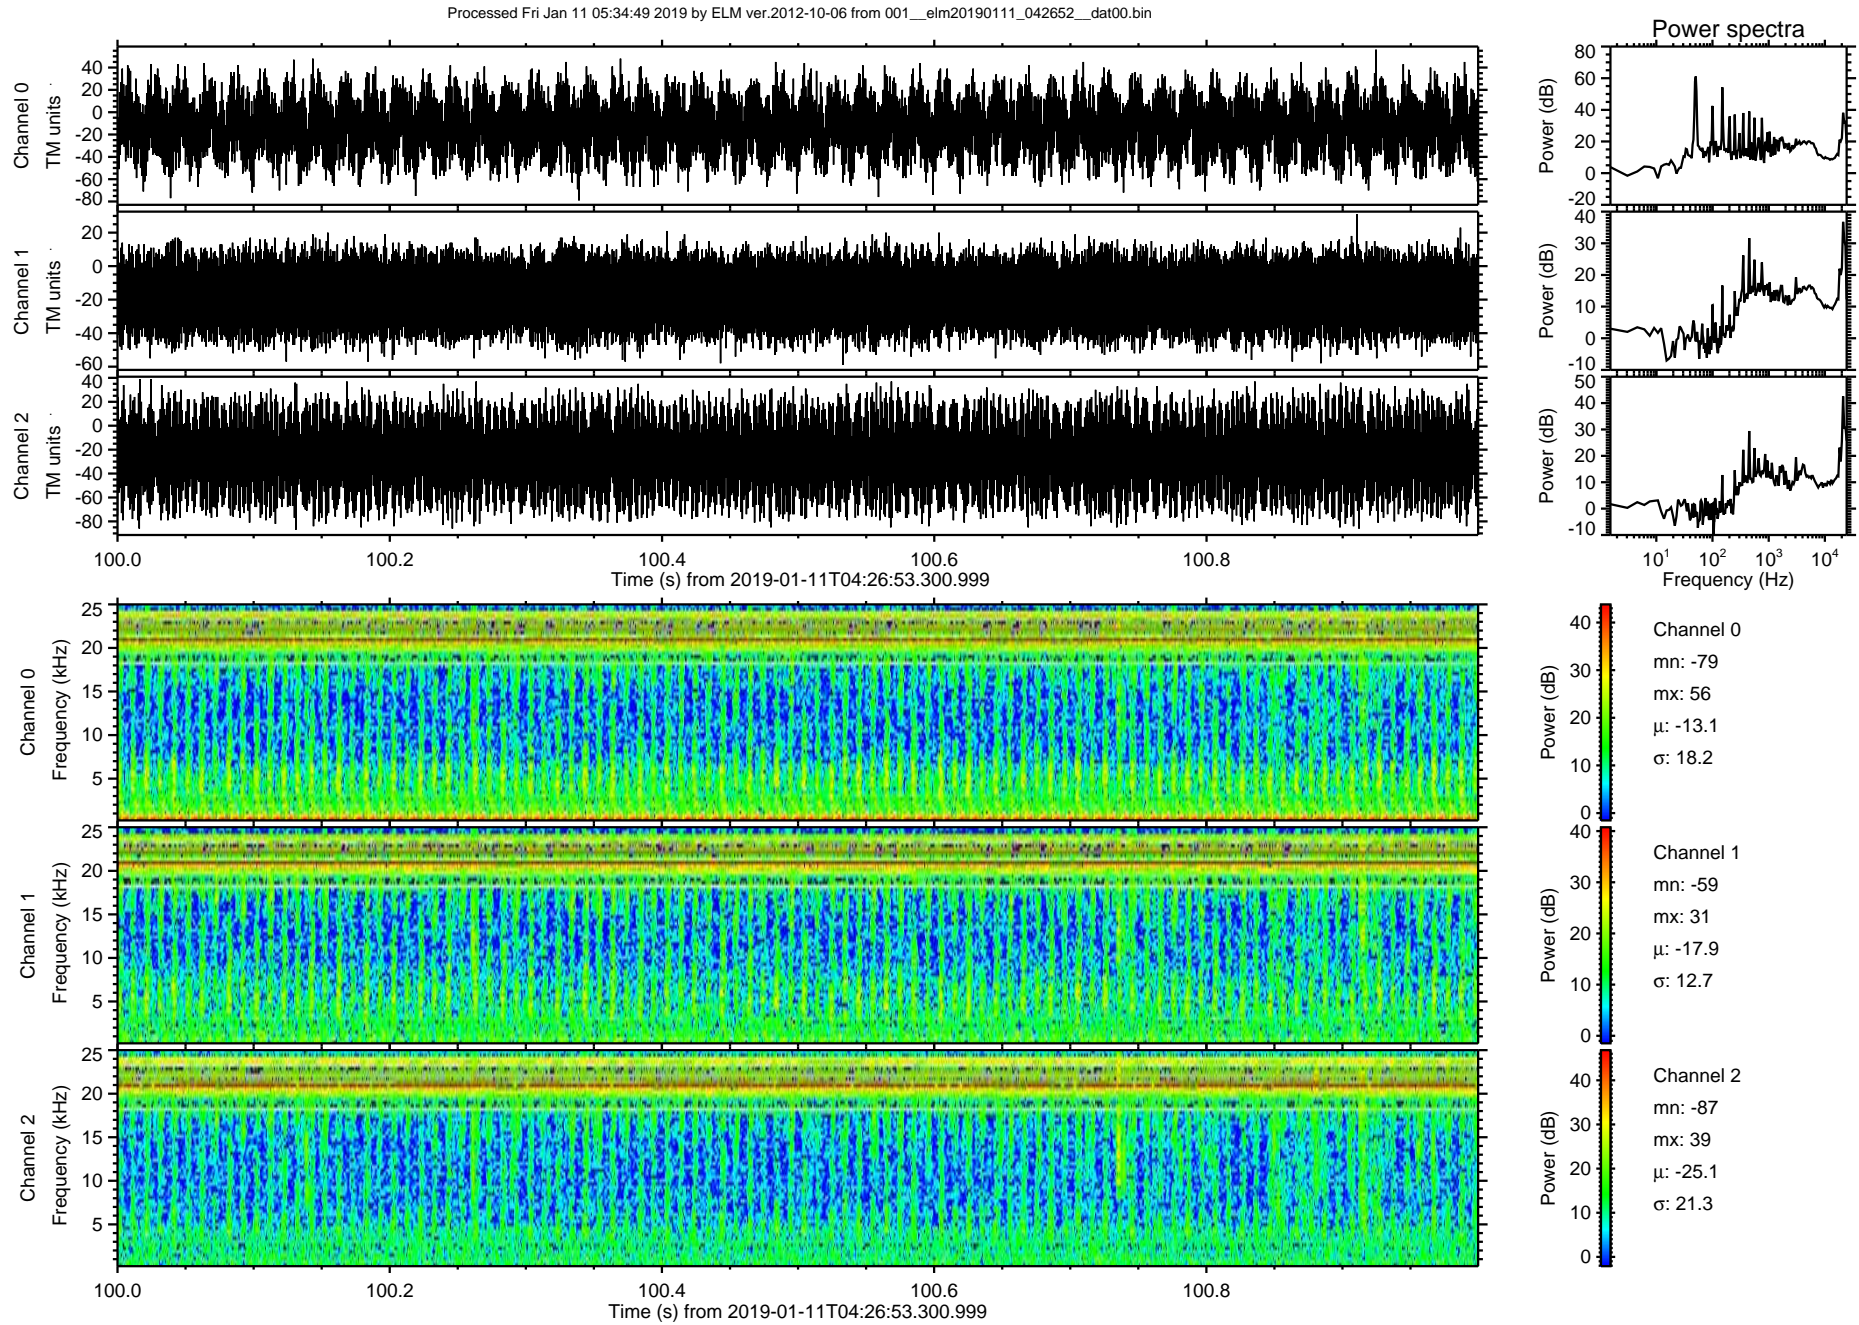 Processed Fri Jan 11 05:34:49 2019 by ELM ver.2012-10-06 from 001__elm20190111_042652__dat00.bin
Power spectra
Channel 0
TM units
40
20
0
-20
-40
-60
-80
Power (dB)
80
60
40
20
0
-20
Channel 1
TM units
20
0
-20
-40
-60
Power (dB)
40
30
20
10
0
-10
Channel 2
TM units
40
20
0
-20
-40
-60
-80
Power (dB)
50
40
30
20
10
0
-10
100.0 100.2 100.4 100.6 100.8
Time (s) from 2019-01-11T04:26:53.300.999
10^1 10^2 10^3 10^4
Frequency (Hz)
Channel 0
Frequency (kHz)
25
20
15
10
5
Power (dB)
40
30
20
10
0
Channel 0
mn: -79
mx: 56
μ: -13.1
σ: 18.2
Channel 1
Frequency (kHz)
25
20
15
10
5
Power (dB)
40
30
20
10
0
Channel 1
mn: -59
mx: 31
μ: -17.9
σ: 12.7
Channel 2
Frequency (kHz)
25
20
15
10
5
Power (dB)
40
30
20
10
0
Channel 2
mn: -87
mx: 39
μ: -25.1
σ: 21.3
100.0 100.2 100.4 100.6 100.8
Time (s) from 2019-01-11T04:26:53.300.999